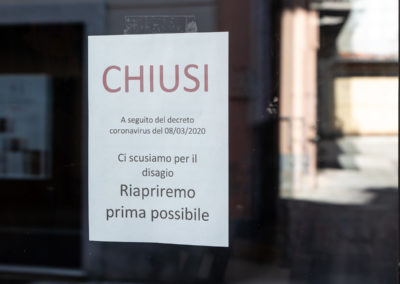 CHIUSI
A seguito del decreto
coronavirus del 08/03/2020
Ci scusiamo per il
disagio
Riapriremo
prima possibile